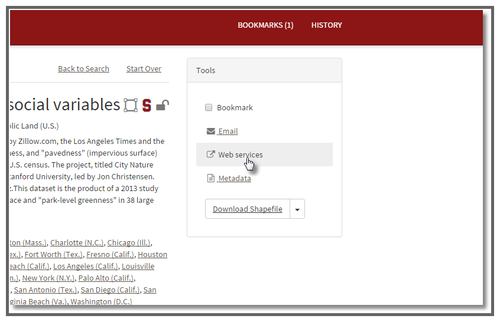 BOOKMARKS (1) HISTORY
Back to Search Start Over
Tools
social variables S
Bookmark
blic Land (U.S.)
Email
by Zillow.com, the Los Angeles Times and the
ness, and "pavedness" (impervious surface)
Web services
U.S. census. The project, titled City Nature
tanford University, led by Jon Christensen.
Metadata
r.This dataset is the product of a 2013 study
ace and "park-level greenness" in 38 large
Download Shapefile
ton (Mass.), Charlotte (N.C.), Chicago (Ill.),
ex.), Fort Worth (Tex.), Fresno (Calif.), Houston
each (Calif.), Los Angeles (Calif.), Louisville
n.), New York (N.Y.), Palo Alto (Calif.),
San Antonio (Tex.), San Diego (Calif.), San
ginia Beach (Va.), Washington (D.C.)